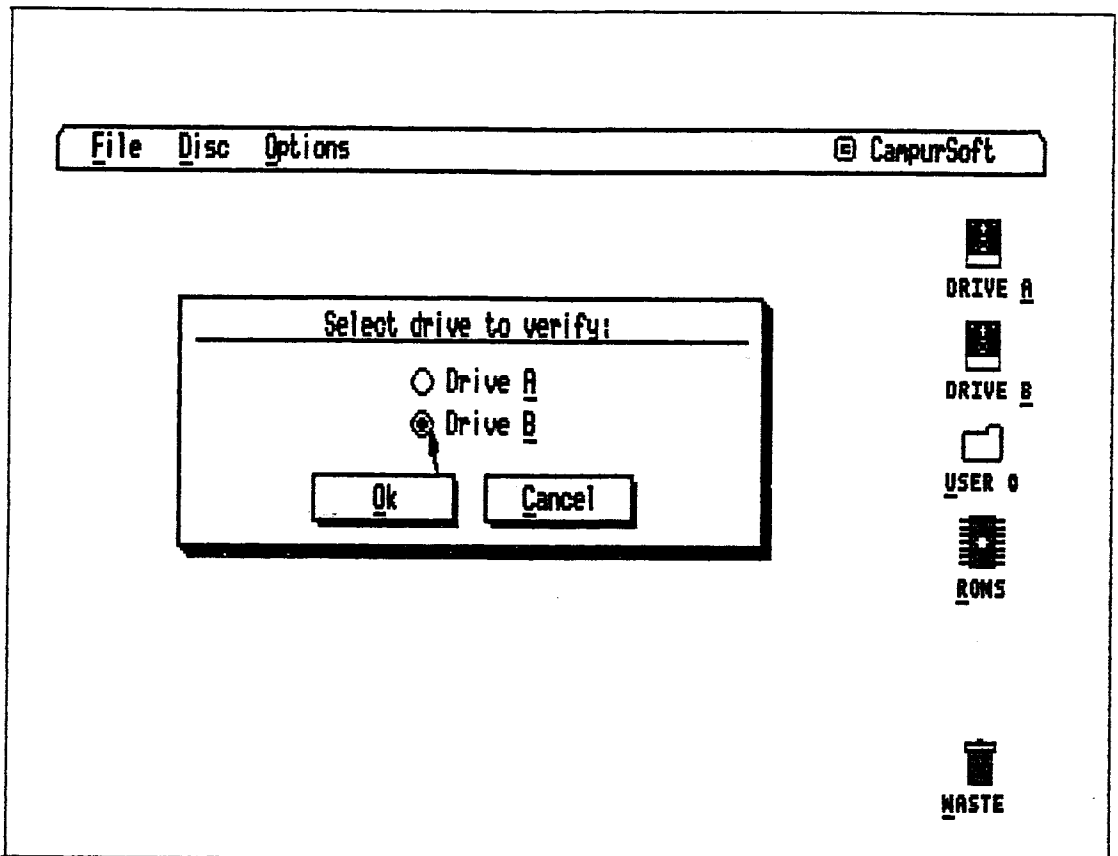 File Disc Options © CampurSoft
DRIVE A
Select drive to verify:
DRIVE B
Drive A
Drive B
USER 0
Ok Cancel
ROMS
WASTE